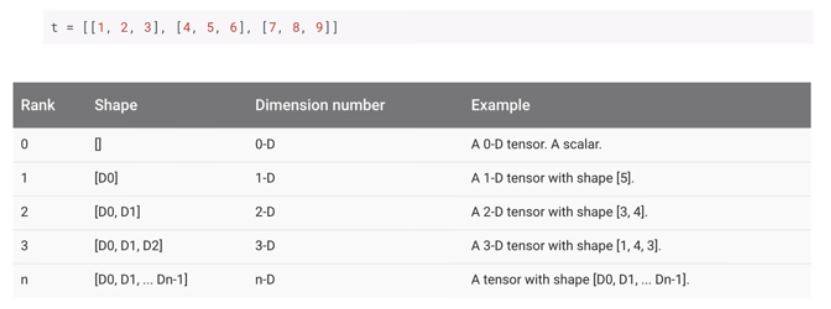 t = [[1, 2, 3], [4, 5, 6], [7, 8, 9]]
Rank Shape Dimension number Example
0 [] 0-D A 0-D tensor. A scalar.
1 [D0] 1-D A 1-D tensor with shape [5].
2 [D0, D1] 2-D A 2-D tensor with shape [3, 4].
3 [D0, D1, D2] 3-D A 3-D tensor with shape [1, 4, 3].
n [D0, D1, ... Dn-1] n-D A tensor with shape [D0, D1, ... Dn-1].